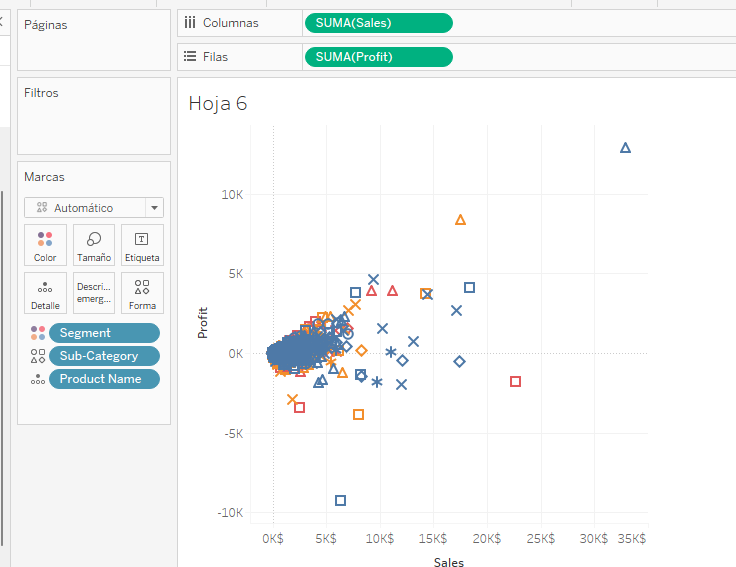 Páginas
Columnas
SUMA(Sales)
Filas
SUMA(Profit)
Filtros
Marcas
Automático
Color
Tamaño
Etiqueta
Detalle
Descri...
emerg...
Forma
Segment
Sub-Category
Product Name
Hoja 6
10K
5K
0K
-5K
-10K
Profit
0K$
5K$
10K$
15K$
20K$
25K$
30K$
35K$
Sales